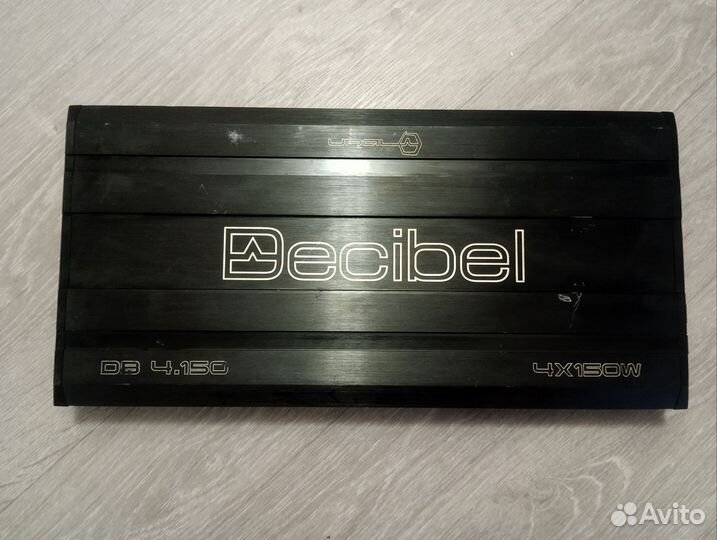 URAL
Decibel
DB 4.150
4X150W
Avito